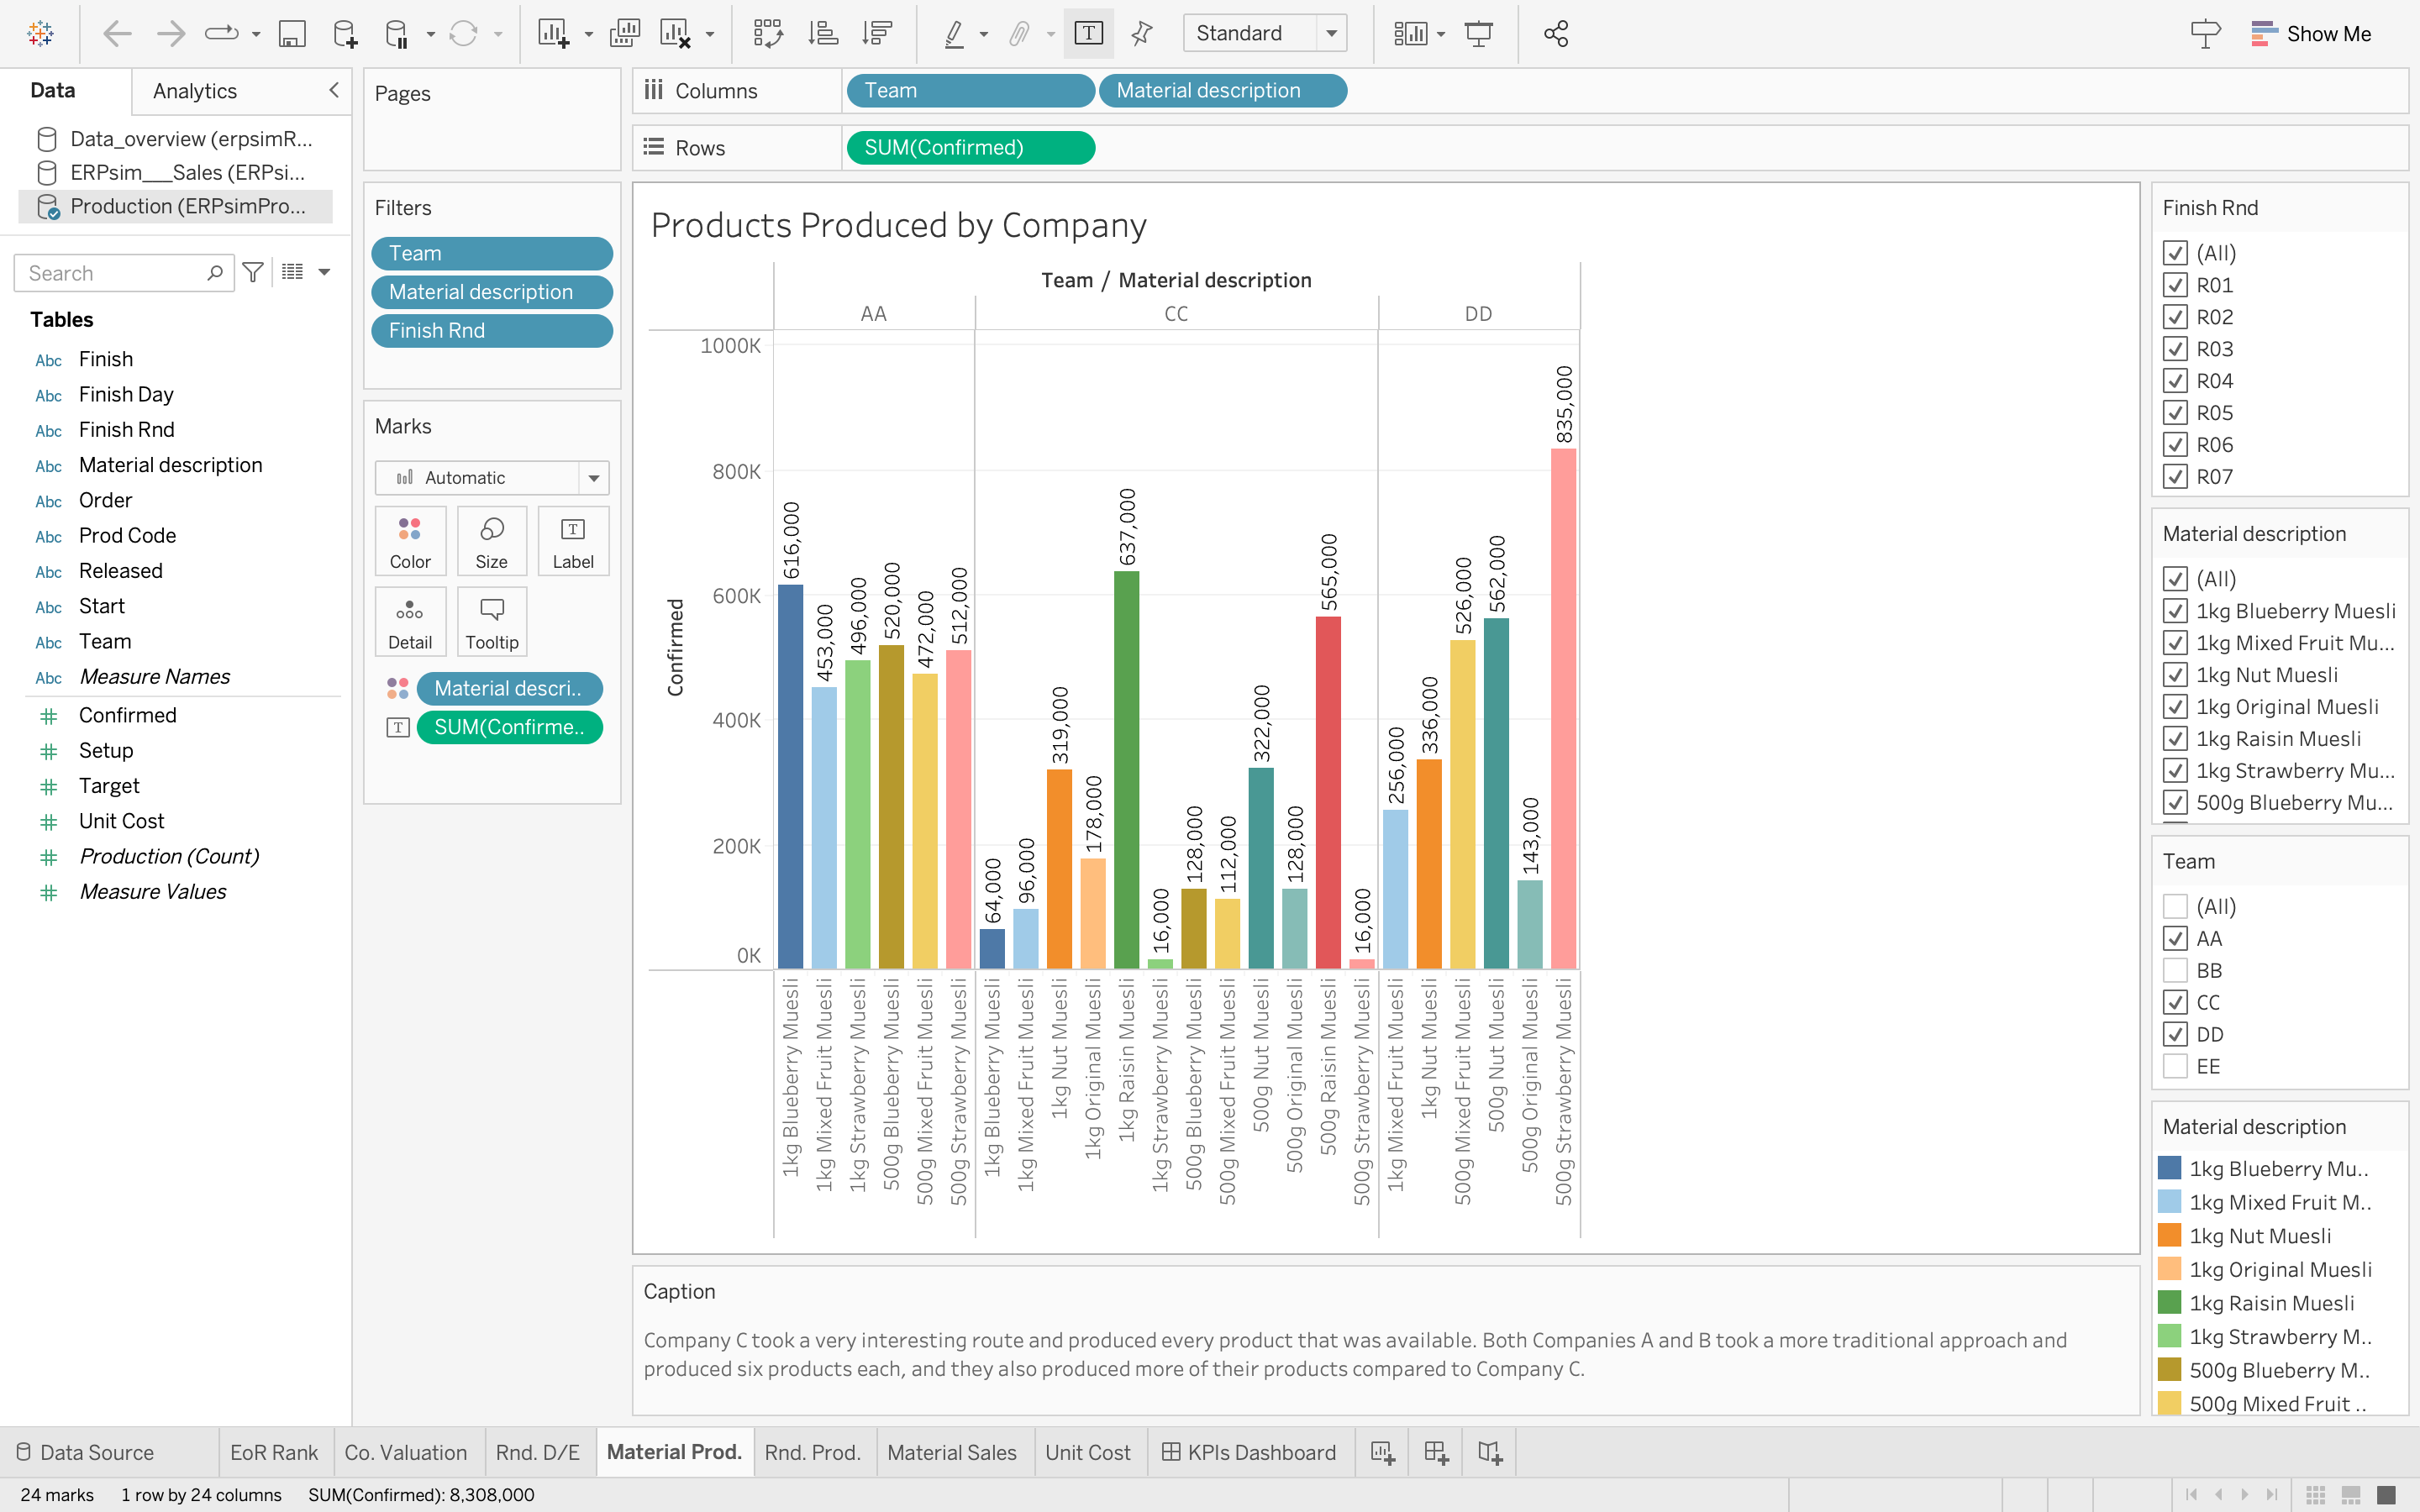 Standard
Show Me
Data
Analytics
Data_overview (erpsimR...
ERPsim___Sales (ERPsi...
Production (ERPsimPro...
Search
Tables
Abc Finish
Abc Finish Day
Abc Finish Rnd
Abc Material description
Abc Order
Abc Prod Code
Abc Released
Abc Start
Abc Team
Abc Measure Names
# Confirmed
# Setup
# Target
# Unit Cost
# Production (Count)
# Measure Values
Pages
Filters
Team
Material description
Finish Rnd
Marks
Automatic
Color
Size
T
Label
Detail
Tooltip
Material descri..
T SUM(Confirme..
Columns
Team
Material description
Rows
SUM(Confirmed)
Products Produced by Company
Team / Material description
AA
CC
DD
Confirmed
1000K
800K
600K
400K
200K
0K
616,000
453,000
496,000
520,000
472,000
512,000
64,000
96,000
319,000
178,000
637,000
16,000
128,000
112,000
322,000
128,000
565,000
16,000
256,000
336,000
526,000
562,000
143,000
835,000
1kg Blueberry Muesli
1kg Mixed Fruit Muesli
1kg Strawberry Muesli
500g Blueberry Muesli
500g Mixed Fruit Muesli
500g Strawberry Muesli
1kg Blueberry Muesli
1kg Mixed Fruit Muesli
1kg Nut Muesli
1kg Original Muesli
1kg Raisin Muesli
1kg Strawberry Muesli
500g Blueberry Muesli
500g Mixed Fruit Muesli
500g Nut Muesli
500g Original Muesli
500g Raisin Muesli
500g Strawberry Muesli
1kg Mixed Fruit Muesli
1kg Nut Muesli
500g Mixed Fruit Muesli
500g Nut Muesli
500g Original Muesli
500g Strawberry Muesli
Caption
Company C took a very interesting route and produced every product that was available. Both Companies A and B took a more traditional approach and
produced six products each, and they also produced more of their products compared to Company C.
Finish Rnd
(All)
R01
R02
R03
R04
R05
R06
R07
Material description
(All)
1kg Blueberry Muesli
1kg Mixed Fruit Mu...
1kg Nut Muesli
1kg Original Muesli
1kg Raisin Muesli
1kg Strawberry Mu...
500g Blueberry Mu...
Team
(All)
AA
BB
CC
DD
EE
Material description
1kg Blueberry Mu..
1kg Mixed Fruit M..
1kg Nut Muesli
1kg Original Muesli
1kg Raisin Muesli
1kg Strawberry M..
500g Blueberry M..
500g Mixed Fruit ..
Data Source
EoR Rank
Co. Valuation
Rnd. D/E
Material Prod.
Rnd. Prod.
Material Sales
Unit Cost
KPIs Dashboard
24 marks
1 row by 24 columns
SUM(Confirmed): 8,308,000